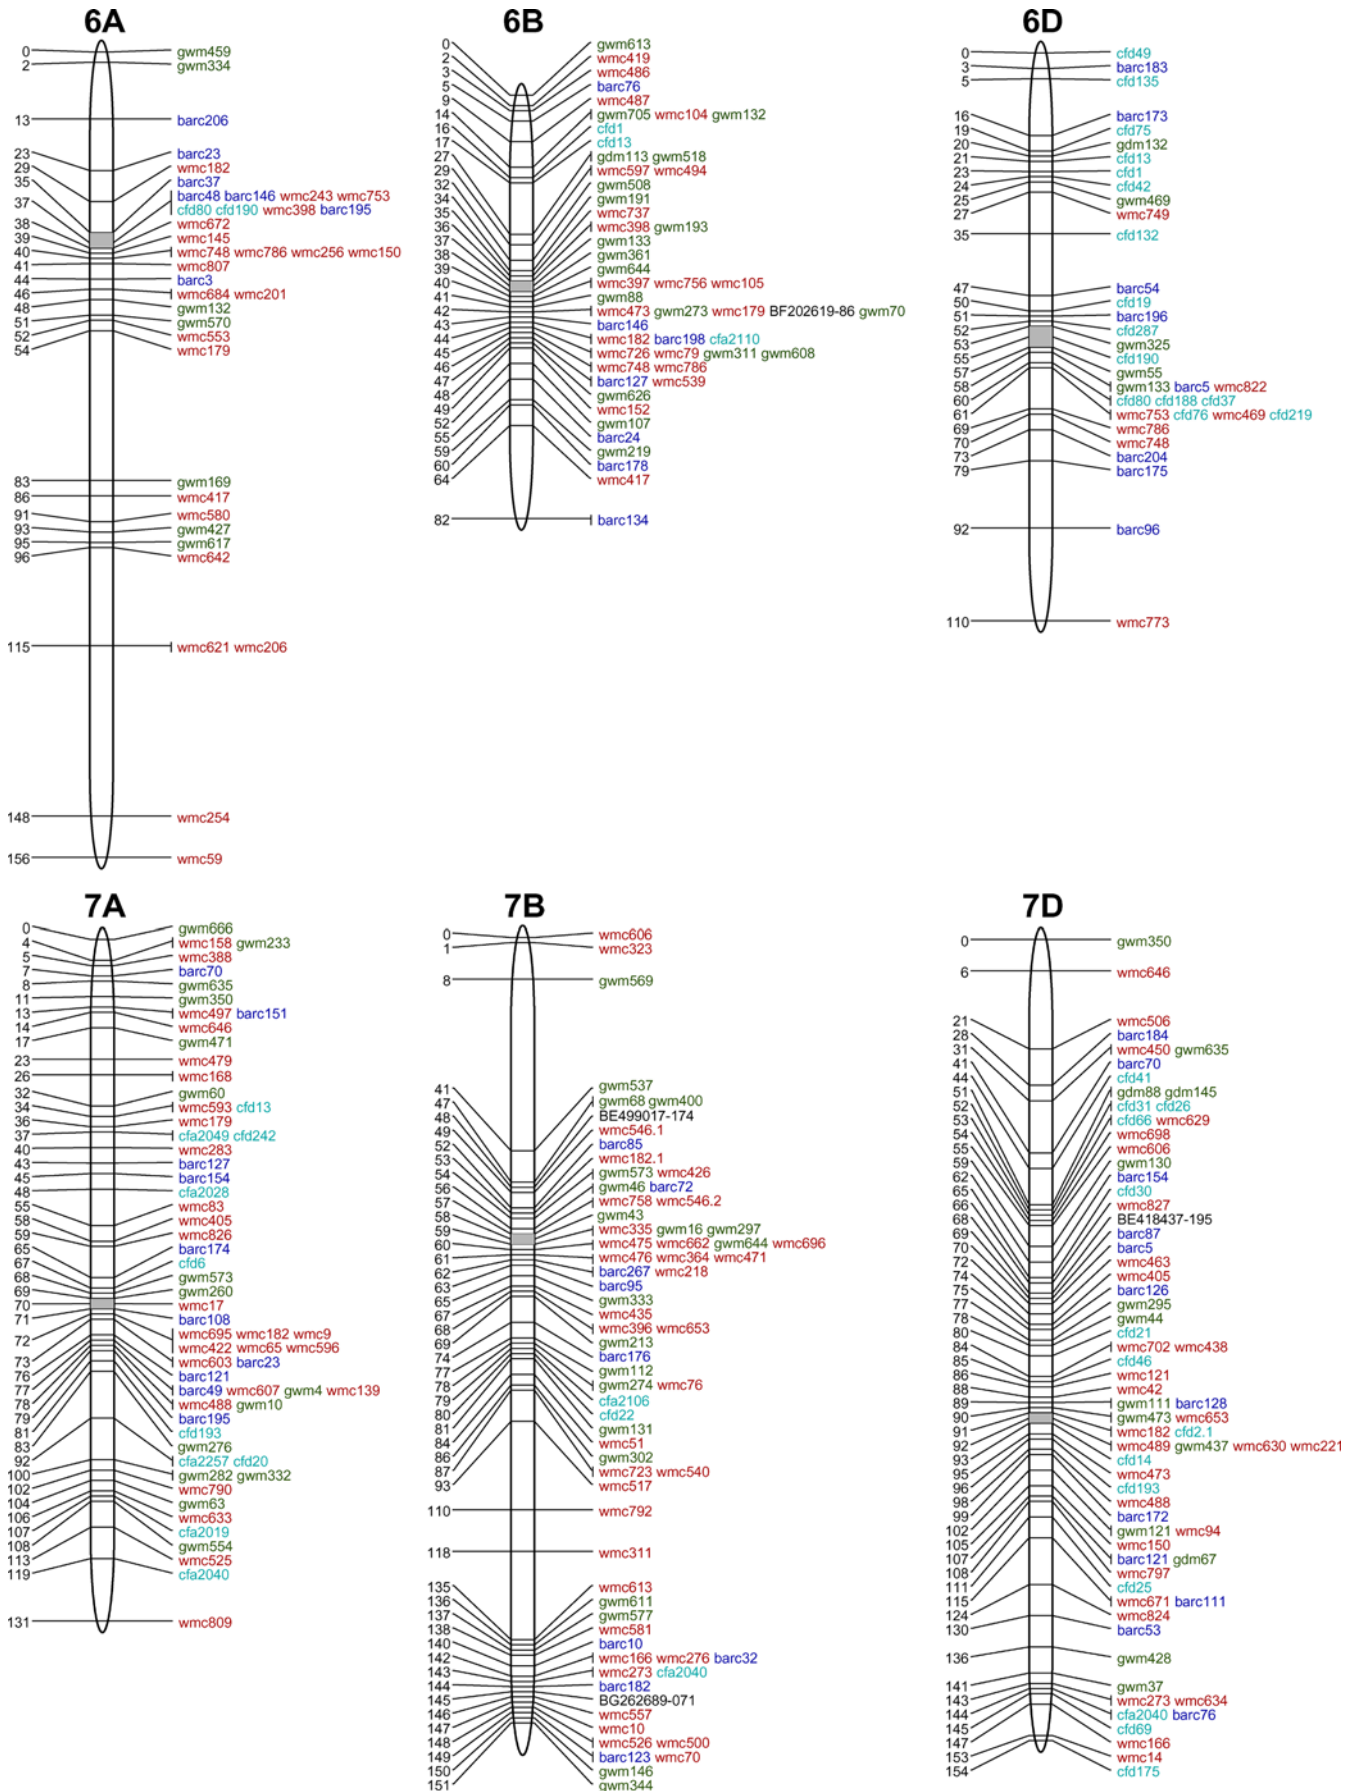 6A
0 gwm459
2 gwm334
13 barc206
23 barc23
29 wmc182
35 barc37
37 barc48 barc146 wmc243 wmc753
cfd80 cfd190 wmc398 barc195
38 wmc672
39 wmc145
40 wmc748 wmc786 wmc256 wmc150
41 wmc807
44 barc3
46 wmc684 wmc201
48 gwm132
51 gwm570
52 wmc553
54 wmc179
83 gwm169
86 wmc417
91 wmc580
93 gwm427
95 gwm617
96 wmc642
115 wmc621 wmc206
148 wmc254
156 wmc59
6B
0 gwm613
2 wmc419
3 wmc486
5 barc76
9 wmc487
14 gwm705 wmc104 gwm132
16 cfd1
17 cfd13
27 gdm113 gwm518
29 wmc597 wmc494
32 gwm508
34 gwm191
35 wmc737
36 wmc398 gwm193
37 gwm133
38 gwm361
39 gwm644
40 wmc397 wmc756 wmc105
41 gwm88
42 wmc473 gwm273 wmc179 BF202619-86 gwm70
43 barc146
44 wmc182 barc198 cfa2110
45 wmc726 wmc79 gwm311 gwm608
46 wmc748 wmc786
47 barc127 wmc539
48 gwm626
49 wmc152
52 gwm107
55 barc24
59 gwm219
60 barc178
64 wmc417
82 barc134
6D
0 cfd49
3 barc183
5 cfd135
16 barc173
19 cfd75
20 gdm132
21 cfd13
23 cfd1
24 cfd42
25 gwm469
27 wmc749
35 cfd132
47 barc54
50 cfd19
51 barc196
52 cfd287
53 gwm325
55 cfd190
57 gwm55
58 gwm133 barc5 wmc822
60 cfd80 cfd188 cfd37
61 wmc753 cfd76 wmc469 cfd219
69 wmc786
70 wmc748
73 barc204
79 barc175
92 barc96
110 wmc773
7A
0 gwm666
4 wmc158 gwm233
5 wmc388
7 barc70
8 gwm635
11 gwm350
13 wmc497 barc151
14 wmc646
17 gwm471
23 wmc479
26 wmc168
32 gwm60
34 wmc593 cfd13
36 wmc179
37 cfa2049 cfd242
40 wmc283
43 barc127
45 barc154
48 cfa2028
55 wmc83
58 wmc405
59 wmc826
65 barc174
67 cfd6
68 gwm573
69 gwm260
70 wmc17
71 barc108
72 wmc695 wmc182 wmc9
wmc422 wmc65 wmc596
73 wmc603 barc23
76 barc121
77 barc49 wmc607 gwm4 wmc139
78 wmc488 gwm10
79 barc195
81 cfd193
83 gwm276
92 cfa2257 cfd20
100 gwm282 gwm332
102 wmc790
104 gwm63
106 wmc633
107 cfa2019
108 gwm554
113 wmc525
119 cfa2040
131 wmc809
7B
0 wmc606
1 wmc323
8 gwm569
41 gwm537
47 gwm68 gwm400
48 BE499017-174
49 wmc546.1
52 barc85
53 wmc182.1
54 gwm573 wmc426
56 gwm46 barc72
57 wmc758 wmc546.2
58 gwm43
59 wmc335 gwm16 gwm297
60 wmc475 wmc662 gwm644 wmc696
61 wmc476 wmc364 wmc471
62 barc267 wmc218
63 barc95
65 gwm333
67 wmc435
68 wmc396 wmc653
69 gwm213
74 barc176
77 gwm112
78 gwm274 wmc76
79 cfa2106
80 cfd22
81 gwm131
84 wmc51
86 gwm302
87 wmc723 wmc540
93 wmc517
110 wmc792
118 wmc311
135 wmc613
136 gwm611
137 gwm577
138 wmc581
140 barc10
142 wmc166 wmc276 barc32
143 wmc273 cfa2040
144 barc182
145 BG262689-071
146 wmc557
147 wmc10
148 wmc526 wmc500
149 barc123 wmc70
150 gwm146
151 gwm344
7D
0 gwm350
6 wmc646
21 wmc506
28 barc184
31 wmc450 gwm635
41 barc70
44 cfd41
51 gdm88 gdm145
52 cfd31 cfd26
53 cfd66 wmc629
54 wmc698
55 wmc606
59 gwm130
62 barc154
65 cfd30
66 wmc827
68 BE418437-195
69 barc87
70 barc5
72 wmc463
74 wmc405
75 barc126
77 gwm295
78 gwm44
80 cfd21
84 wmc702 wmc438
85 cfd46
86 wmc121
88 wmc42
89 gwm111 barc128
90 gwm473 wmc653
91 wmc182 cfd2.1
92 wmc489 gwm437 wmc630 wmc221
93 cfd14
95 wmc473
96 cfd193
98 wmc488
99 barc172
102 gwm121 wmc94
105 wmc150
107 barc121 gdm67
108 wmc797
111 cfd25
115 wmc671 barc111
124 wmc824
130 barc53
136 gwm428
141 gwm37
143 wmc273 wmc634
144 cfa2040 barc76
145 cfd69
147 wmc166
153 wmc14
154 cfd175